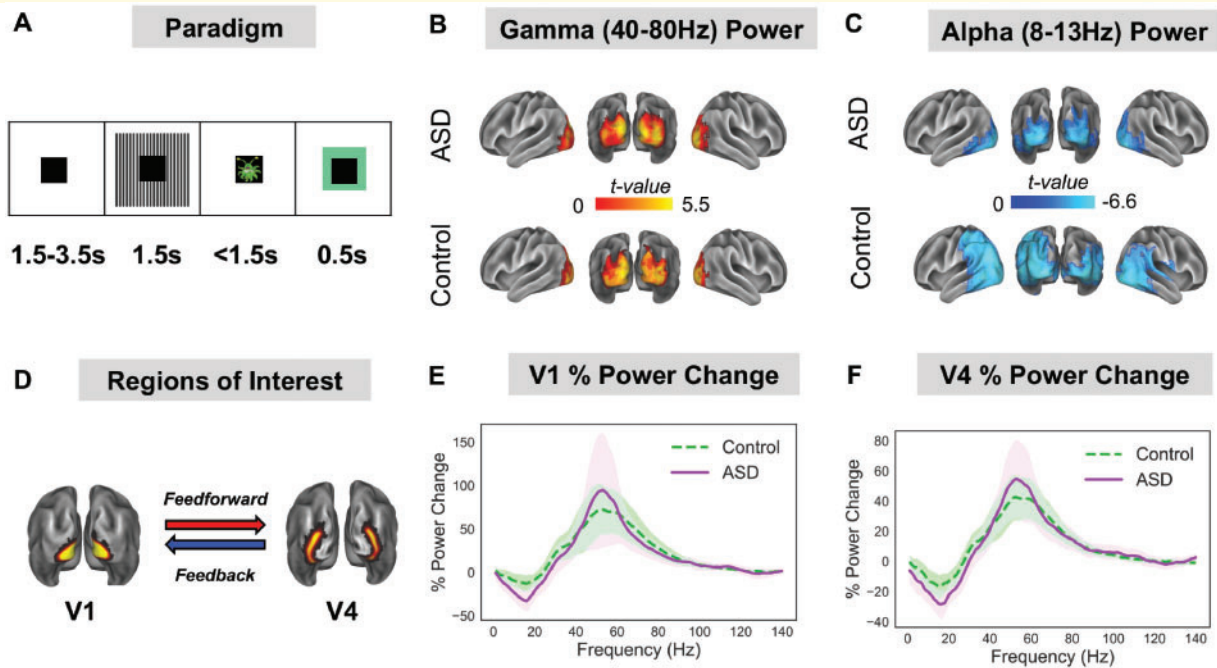 A
Paradigm
1.5-3.5s
1.5s
<1.5s
0.5s
B
Gamma (40-80Hz) Power
ASD
t-value
0
5.5
Control
C
Alpha (8-13Hz) Power
ASD
t-value
0
-6.6
Control
D
Regions of Interest
Feedforward
Feedback
V1
V4
E
V1 % Power Change
% Power Change
150
100
50
0
−50
Control
ASD
0 20 40 60 80 100 120 140
Frequency (Hz)
F
V4 % Power Change
% Power Change
80
60
40
20
0
−20
−40
Control
ASD
0 20 40 60 80 100 120 140
Frequency (Hz)